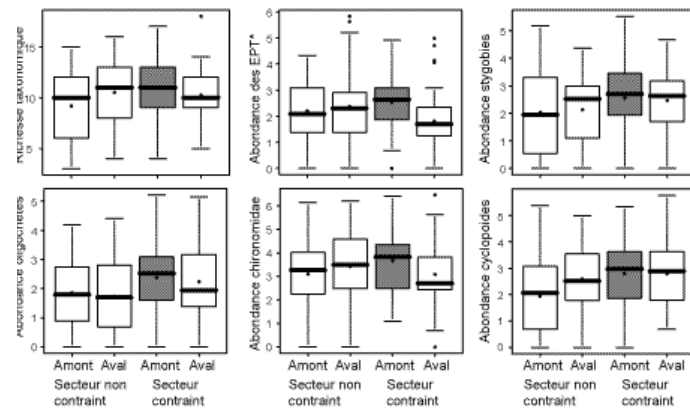 Richesse taxonomique
15
10
5
Abondance des EPT*
6
5
4
3
2
1
0
Abondance stygobies
5
4
3
2
1
0
Abondance oligochètes
5
4
3
2
1
0
Abondance chironomidae
6
5
4
3
2
1
0
Abondance cyclopoides
6
5
4
3
2
1
0
Amont Aval Amont Aval
Secteur non Secteur
contraint contraint
Amont Aval Amont Aval
Secteur non Secteur
contraint contraint
Amont Aval Amont Aval
Secteur non Secteur
contraint contraint